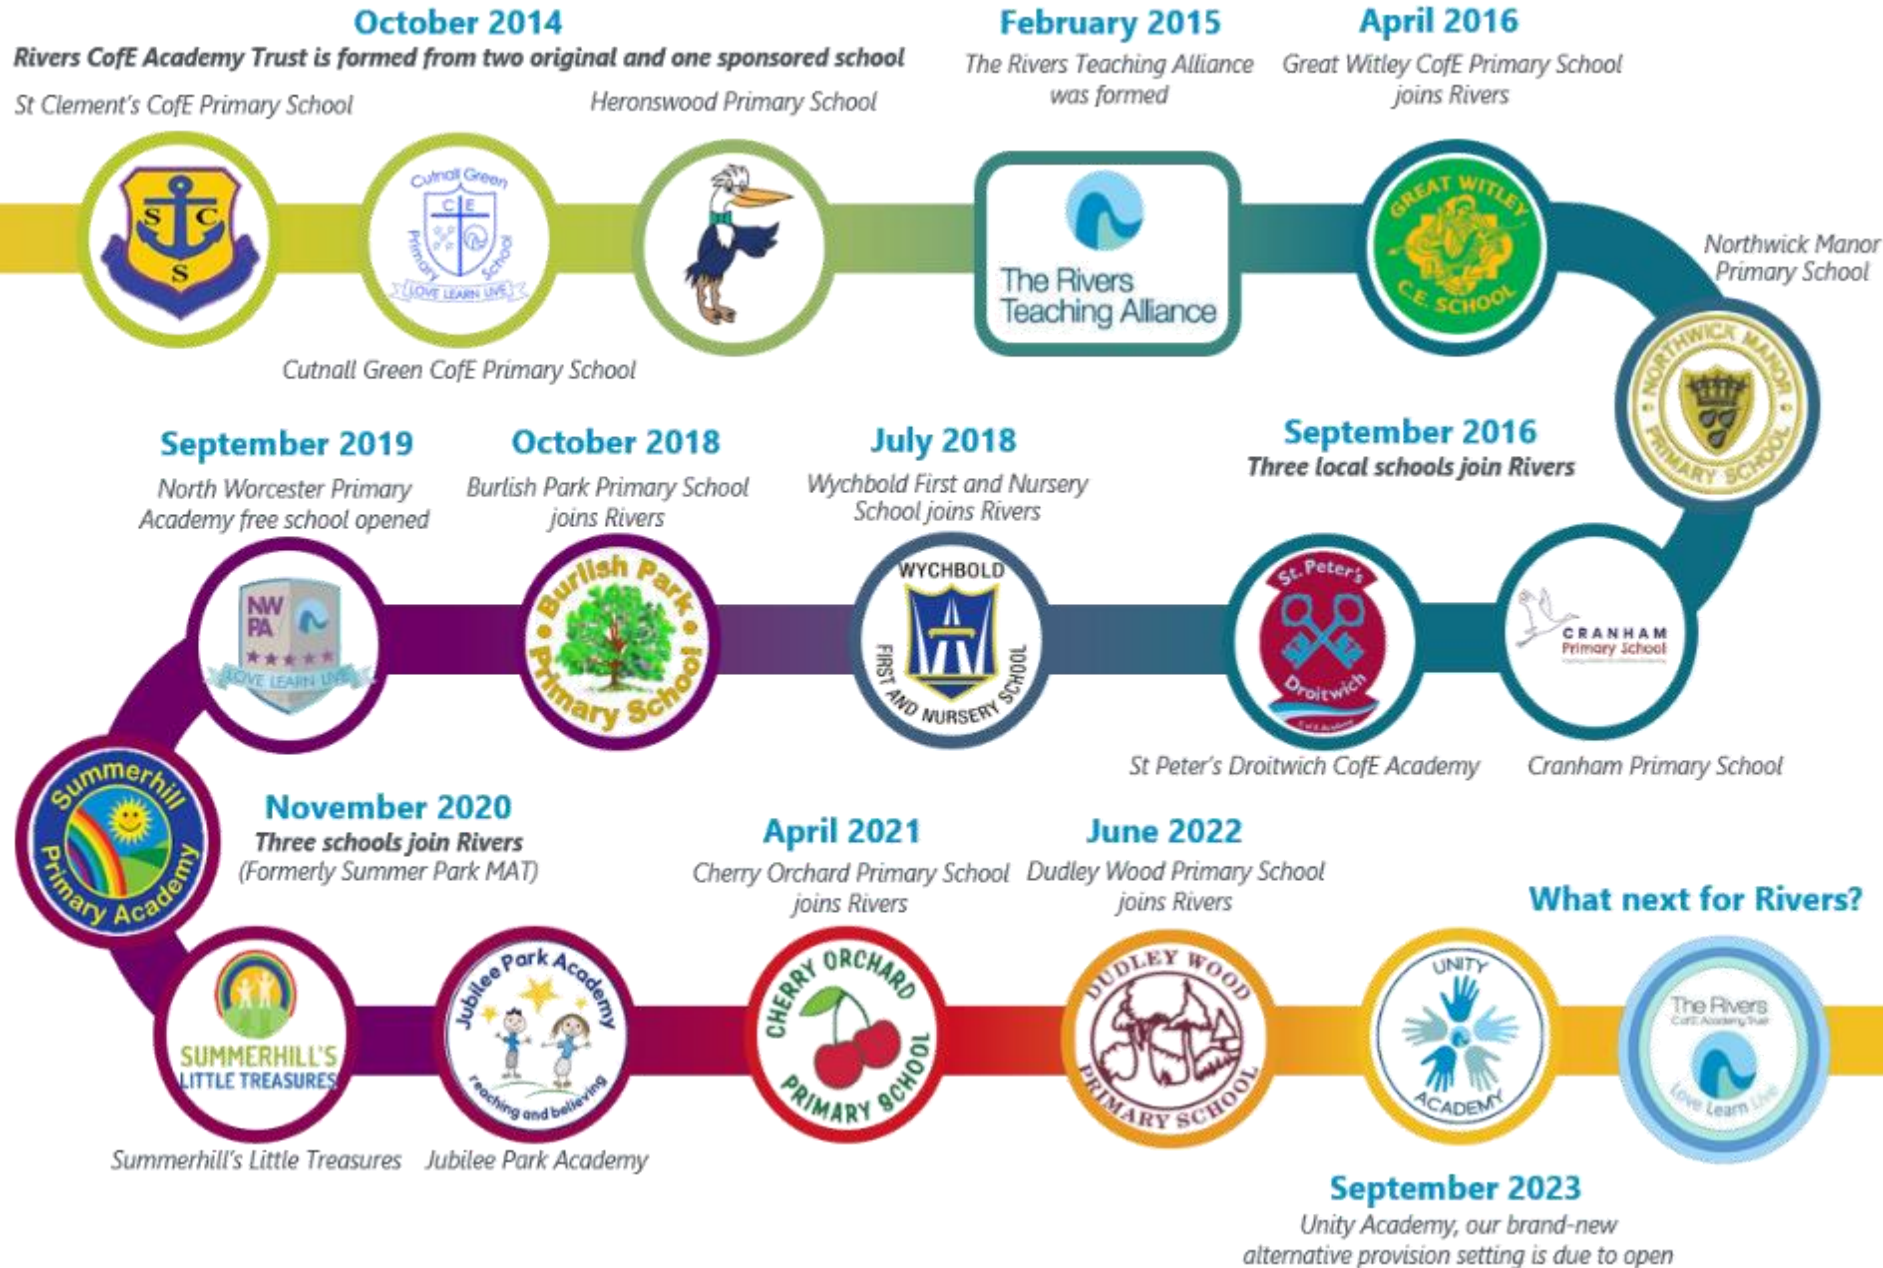 October 2014
Rivers CofE Academy Trust is formed from two original and one sponsored school
St Clement's CofE Primary School
Heronswood Primary School
February 2015
The Rivers Teaching Alliance
was formed
April 2016
Great Witley CofE Primary School
joins Rivers
S C
S
Cutnall Green
C E
Primary School
LOVE LEARN LIVE
Cutnall Green CofE Primary School
The Rivers
Teaching Alliance
GREAT WITLEY
C.E. SCHOOL
Northwick Manor
Primary School
NORTHWICK MANOR
PRIMARY SCHOOL
September 2016
Three local schools join Rivers
CRANHAM
Primary School
Cranham Primary School
St. Peter's
Droitwich
C of E Academy
St Peter's Droitwich CofE Academy
July 2018
Wychbold First and Nursery
School joins Rivers
WYCHBOLD
FIRST AND NURSERY SCHOOL
October 2018
Burlish Park Primary School
joins Rivers
Burlish Park
Primary School
September 2019
North Worcester Primary
Academy free school opened
NW
PA
LOVE LEARN LIVE
Summerhill
Primary Academy
November 2020
Three schools join Rivers
(Formerly Summer Park MAT)
SUMMERHILL'S
LITTLE TREASURES
Summerhill's Little Treasures
Jubilee Park Academy
reaching and believing
Jubilee Park Academy
April 2021
Cherry Orchard Primary School
joins Rivers
CHERRY ORCHARD
PRIMARY SCHOOL
June 2022
Dudley Wood Primary School
joins Rivers
DUDLEY WOOD
PRIMARY SCHOOL
UNITY
ACADEMY
September 2023
Unity Academy, our brand-new
alternative provision setting is due to open
What next for Rivers?
The Rivers
CofE Academy Trust
Love Learn Live